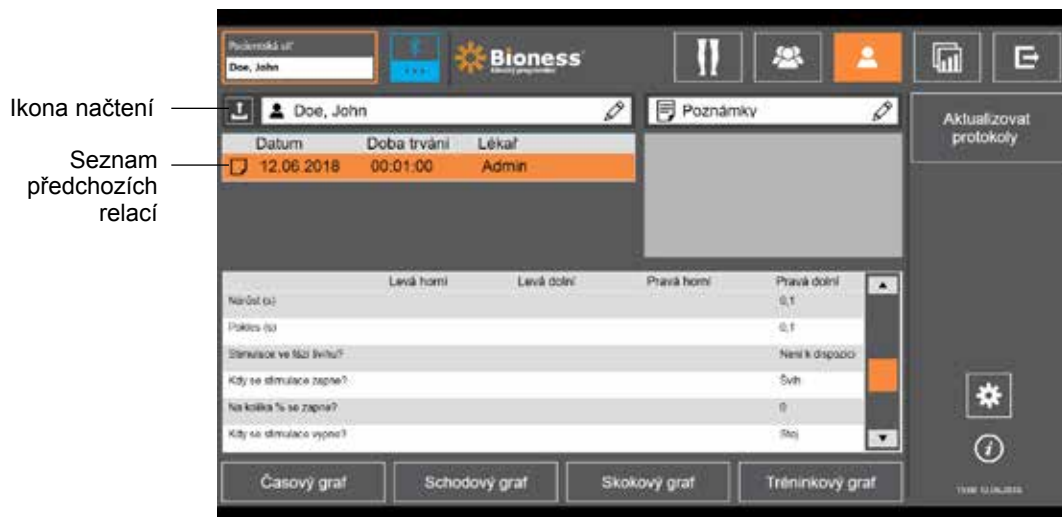 Pacientská síť
Doe, John
Bioness
Ikona načtení
Doe, John
Poznámky
Aktualizovat
protokoly
Seznam
předchozích
relací
Datum Doba trvání Lékař
12.06.2018 00:01:00 Admin
Levá horní Levá dolní Pravá horní Pravá dolní
Nárůst (s) 0,1
Pokles (s) 0,1
Stimulace ve fázi švihu? Není k dispozici
Kdy se stimulace zapne? Švih
Na kolika % se zapne? 0
Kdy se stimulace vypne? Stoj
Časový graf Schodový graf Skokový graf Tréninkový graf